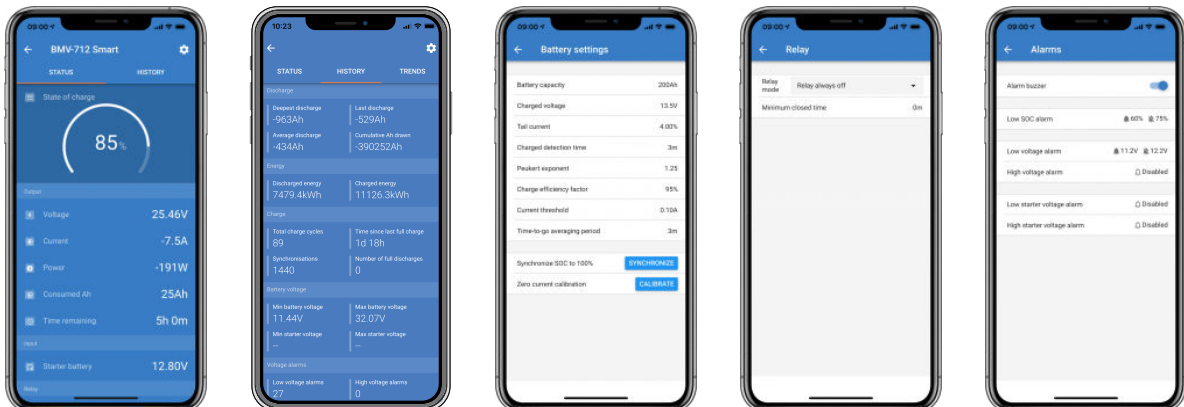 09:00
BMV-712 Smart
STATUS HISTORY
State of charge
85%
Output
Voltage 25.46V
Current -7.5A
Power -191W
Consumed Ah 25Ah
Time remaining 5h 0m
Input
Starter battery 12.80V
Relay
10:23
STATUS HISTORY TRENDS
Discharge
Deepest discharge Last discharge
-963Ah -529Ah
Average discharge Cumulative Ah drawn
-434Ah -390252Ah
Energy
Discharged energy Charged energy
7479.4kWh 11126.3kWh
Charge
Total charge cycles Time since last full charge
89 1d 18h
Synchronisations Number of full discharges
1440 0
Battery voltage
Min battery voltage Max battery voltage
11.44V 32.07V
Min starter voltage Max starter voltage
-- --
Voltage alarms
Low voltage alarms High voltage alarms
27 0
09:00
Battery settings
Battery capacity 200Ah
Charged voltage 13.5V
Tail current 4.00%
Charged detection time 3m
Peukert exponent 1.25
Charge efficiency factor 95%
Current threshold 0.10A
Time-to-go averaging period 3m
Synchronize SOC to 100% SYNCHRONIZE
Zero current calibration CALIBRATE
09:00
Relay
Relay mode Relay always off
Minimum closed time 0m
09:00
Alarms
Alarm buzzer
Low SOC alarm 60% 75%
Low voltage alarm 11.2V 12.2V
High voltage alarm Disabled
Low starter voltage alarm Disabled
High starter voltage alarm Disabled